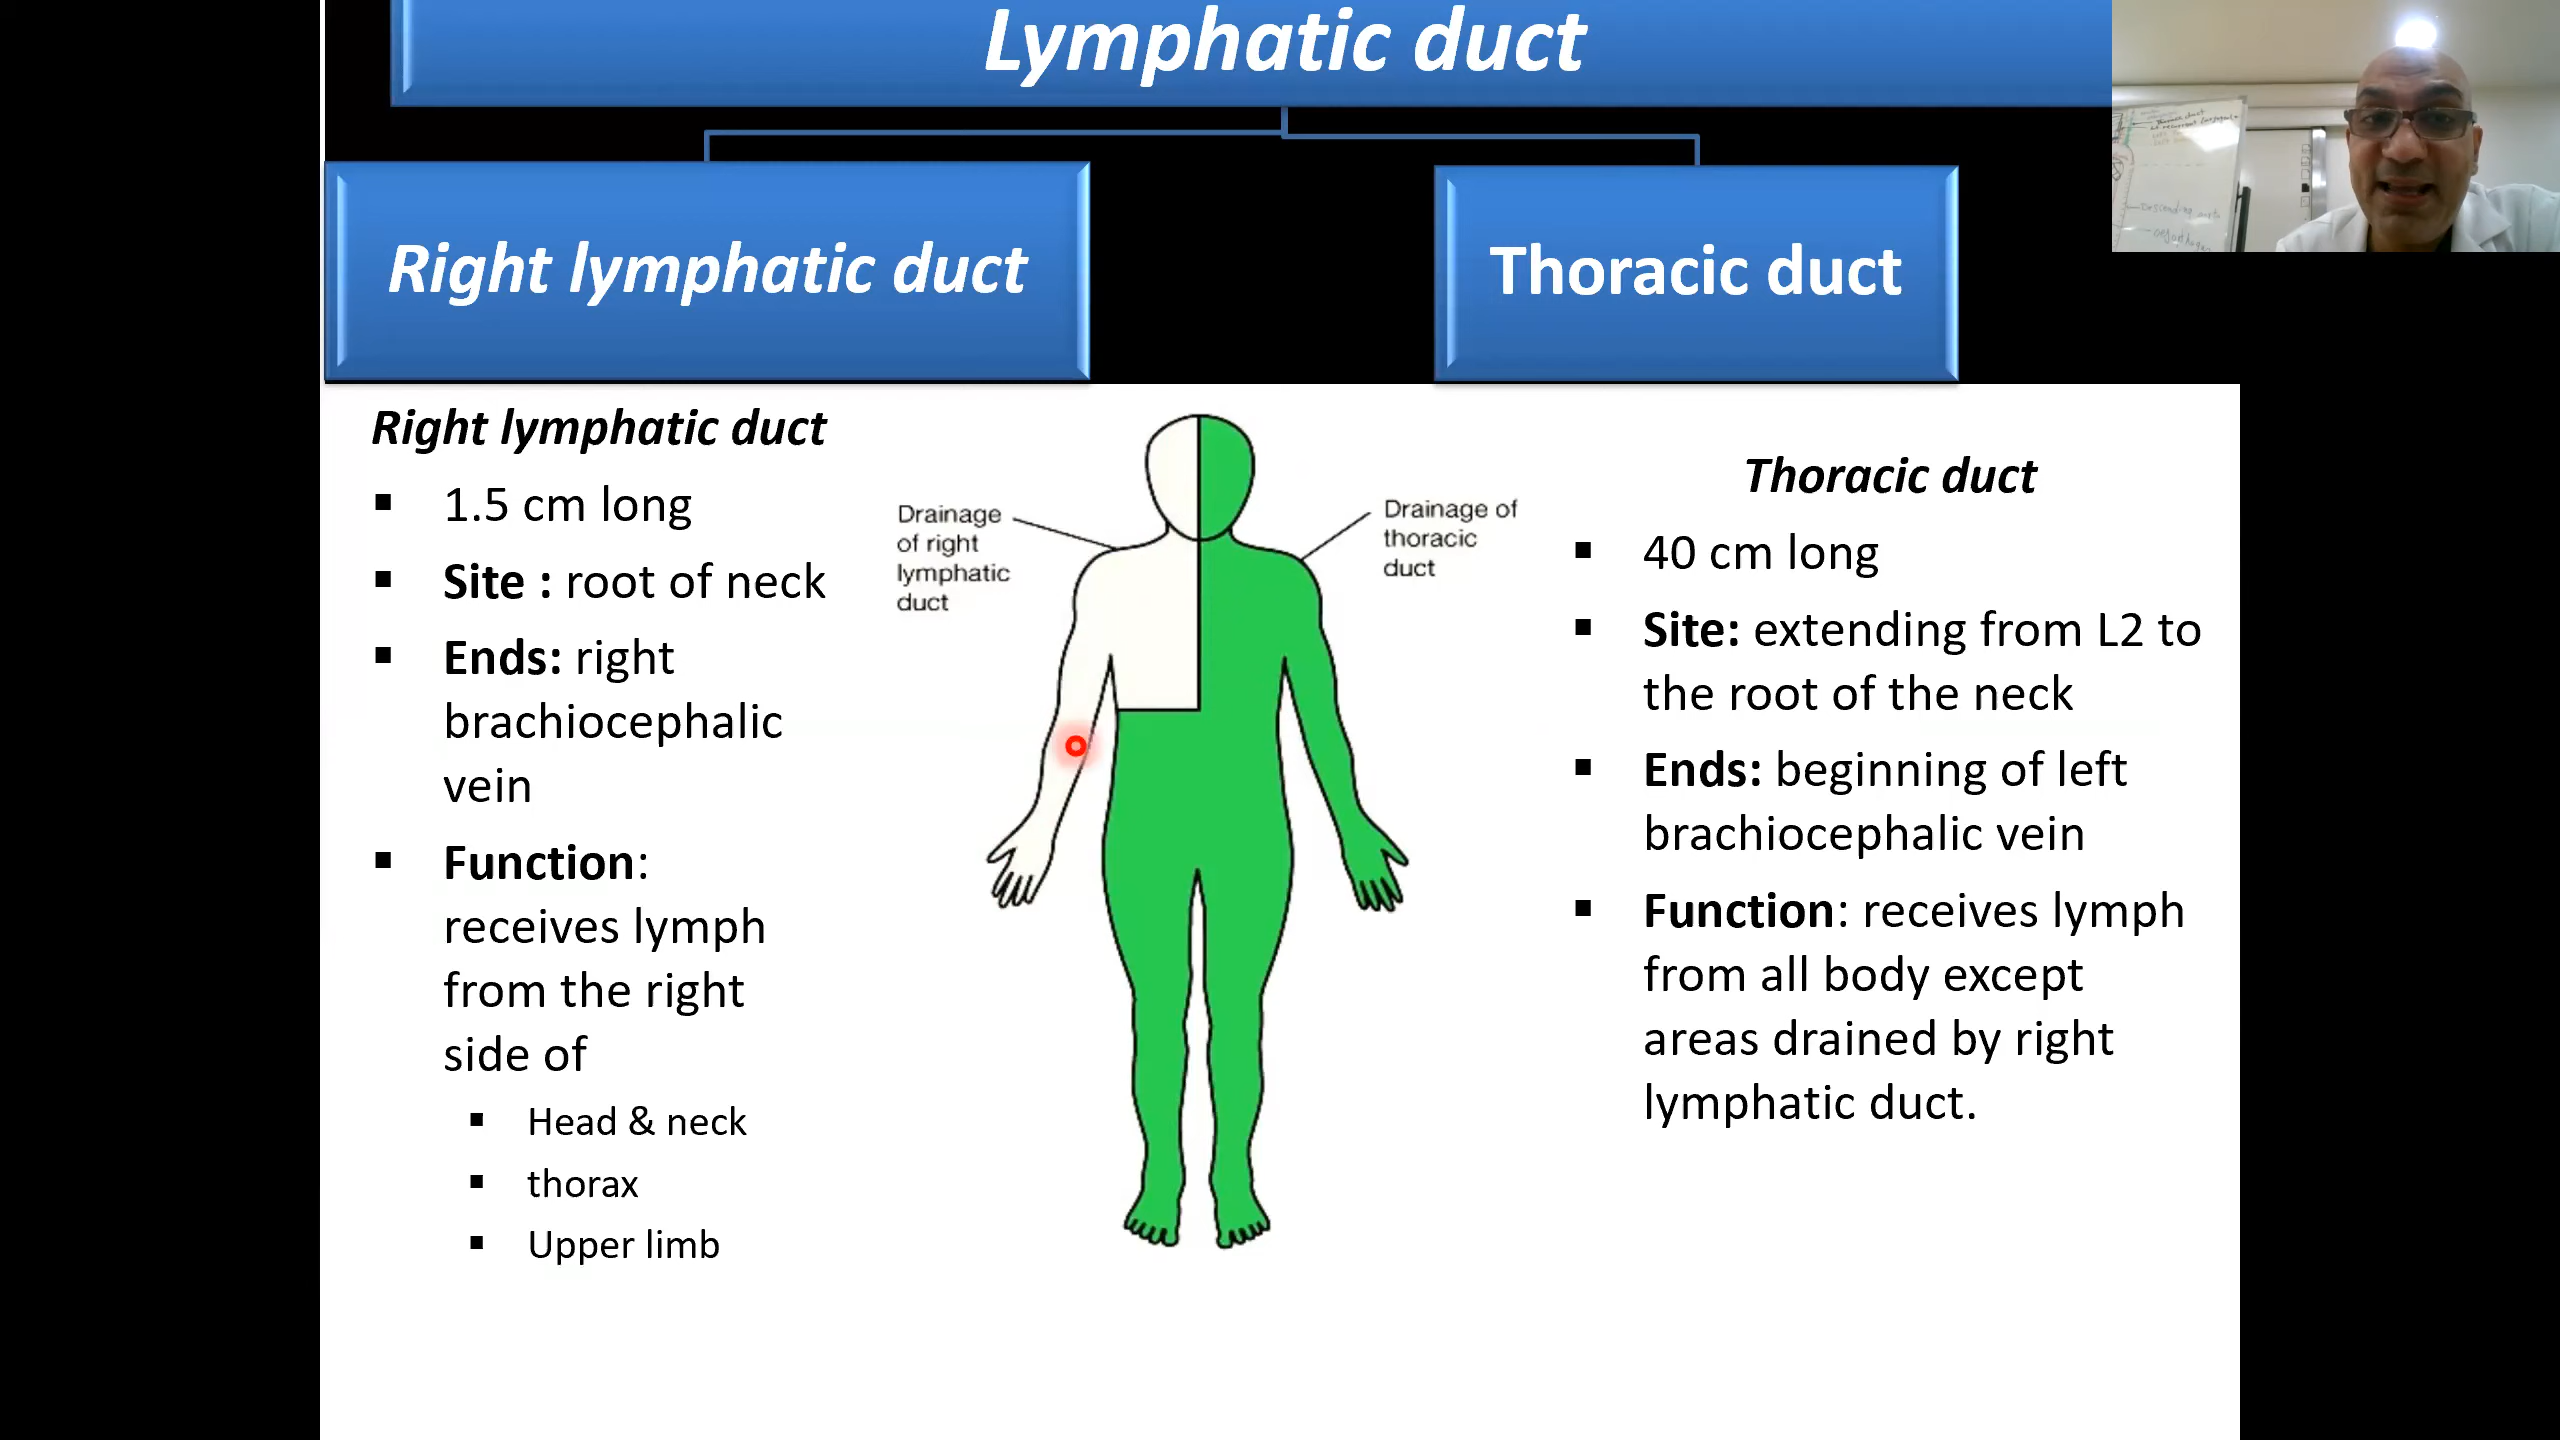 Lymphatic duct
Right lymphatic duct
Thoracic duct
Right lymphatic duct
▪ 1.5 cm long
▪ Site : root of neck
▪ Ends: right
brachiocephalic
vein
▪ Function:
receives lymph
from the right
side of
▪ Head & neck
▪ thorax
▪ Upper limb
Drainage
of right
lymphatic
duct
Drainage of
thoracic
duct
Thoracic duct
▪ 40 cm long
▪ Site: extending from L2 to
the root of the neck
▪ Ends: beginning of left
brachiocephalic vein
▪ Function: receives lymph
from all body except
areas drained by right
lymphatic duct.
Thoracic duct
Descending